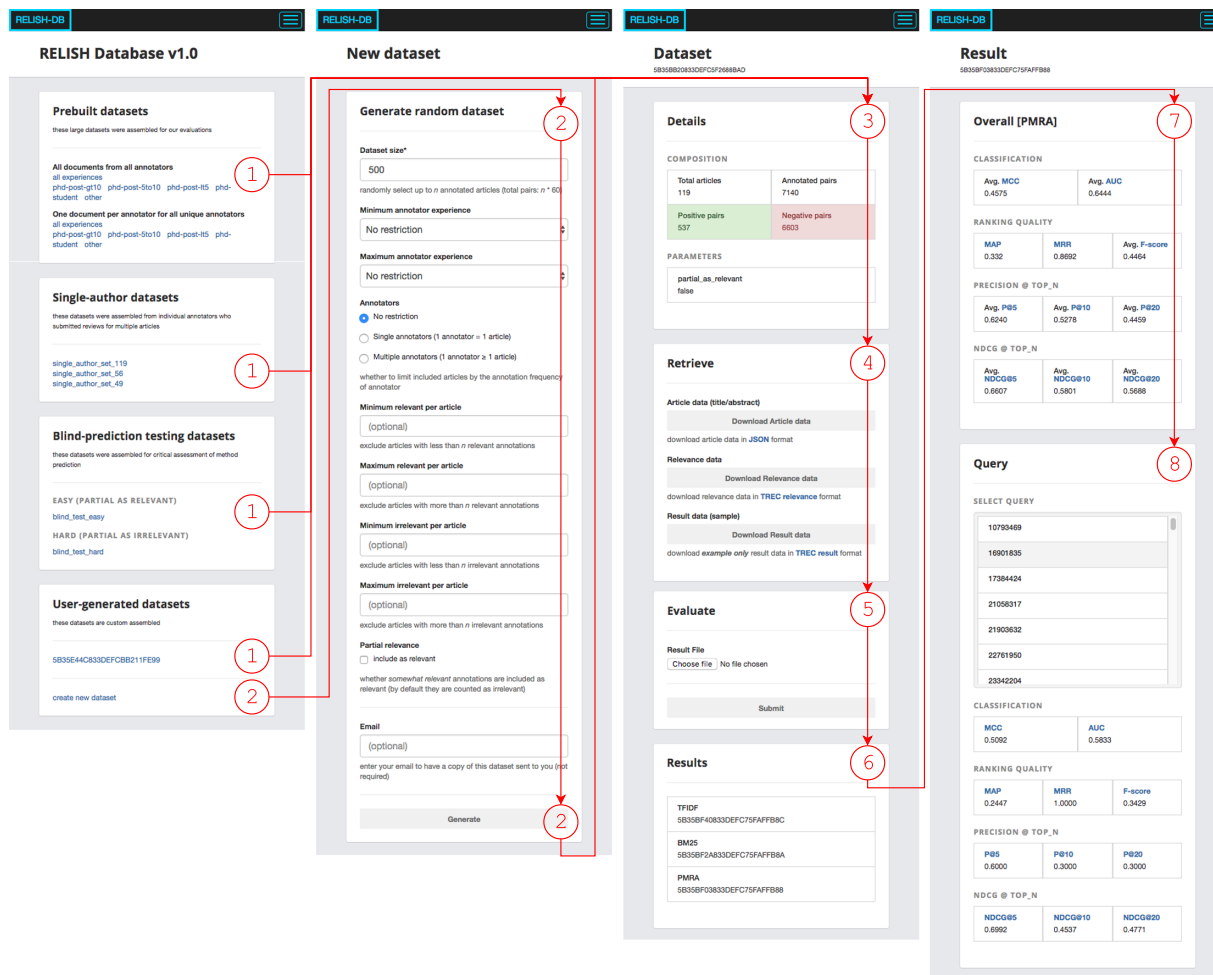 RELISH-DB
RELISH Database v1.0
Prebuilt datasets
these large datasets were assembled for our evaluations
All documents from all annotators
all experiences
phd-post-gt10 phd-post-5to10 phd-post-lt5 phd-
student other
One document per annotator for all unique annotators
all experiences
phd-post-gt10 phd-post-5to10 phd-post-lt5 phd-
student other
1
Single-author datasets
these datasets were assembled from individual annotators who
submitted reviews for multiple articles
single_author_set_119
single_author_set_56
single_author_set_49
1
Blind-prediction testing datasets
these datasets were assembled for critical assessment of method
prediction
EASY (PARTIAL AS RELEVANT)
blind_test_easy
1
HARD (PARTIAL AS IRRELEVANT)
blind_test_hard
User-generated datasets
these datasets are custom assembled
5B35E44C833DEFCBB211FE99
1
create new dataset
2
RELISH-DB
New dataset
Generate random dataset
2
Dataset size*
500
randomly select up to n annotated articles (total pairs: n * 60)
Minimum annotator experience
No restriction
Maximum annotator experience
No restriction
Annotators
No restriction
Single annotators (1 annotator = 1 article)
Multiple annotators (1 annotator ≥ 1 article)
whether to limit included articles by the annotation frequency
of annotator
Minimum relevant per article
(optional)
exclude articles with less than n relevant annotations
Maximum relevant per article
(optional)
exclude articles with more than n relevant annotations
Minimum irrelevant per article
(optional)
exclude articles with less than n irrelevant annotations
Maximum irrelevant per article
(optional)
exclude articles with more than n irrelevant annotations
Partial relevance
include as relevant
whether somewhat relevant annotations are included as
relevant (by default they are counted as irrelevant)
Email
(optional)
enter your email to have a copy of this dataset sent to you (not
required)
Generate
2
RELISH-DB
Dataset
5B35BB20833DEFC5F2688BAD
Details
3
COMPOSITION
Total articles Annotated pairs
119 7140
Positive pairs Negative pairs
537 6603
PARAMETERS
partial_as_relevant
false
Retrieve
4
Article data (title/abstract)
Download Article data
download article data in JSON format
Relevance data
Download Relevance data
download relevance data in TREC relevance format
Result data (sample)
Download Result data
download example only result data in TREC result format
Evaluate
5
Result File
Choose file No file chosen
Submit
Results
6
TFIDF
5B35BF40833DEFC75FAFFB8C
BM25
5B35BF2A833DEFC75FAFFB8A
PMRA
5B35BF03833DEFC75FAFFB88
RELISH-DB
Result
5B35BF03833DEFC75FAFFB88
Overall [PMRA]
7
CLASSIFICATION
Avg. MCC Avg. AUC
0.4575 0.6444
RANKING QUALITY
MAP MRR Avg. F-score
0.332 0.8692 0.4464
PRECISION @ TOP_N
Avg. P@5 Avg. P@10 Avg. P@20
0.6240 0.5278 0.4459
NDCG @ TOP_N
Avg. Avg. Avg.
NDCG@5 NDCG@10 NDCG@20
0.6607 0.5801 0.5688
Query
8
SELECT QUERY
10793469
16901835
17384424
21058317
21903632
22761950
23342204
CLASSIFICATION
MCC AUC
0.5092 0.5833
RANKING QUALITY
MAP MRR F-score
0.2447 1.0000 0.3429
PRECISION @ TOP_N
P@5 P@10 P@20
0.6000 0.3000 0.3000
NDCG @ TOP_N
NDCG@5 NDCG@10 NDCG@20
0.6992 0.4537 0.4771